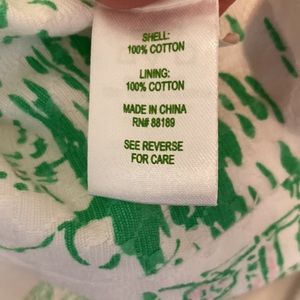 SHELL:
100% COTTON
LINING:
100% COTTON
MADE IN CHINA
RN# 88189
SEE REVERSE
FOR CARE